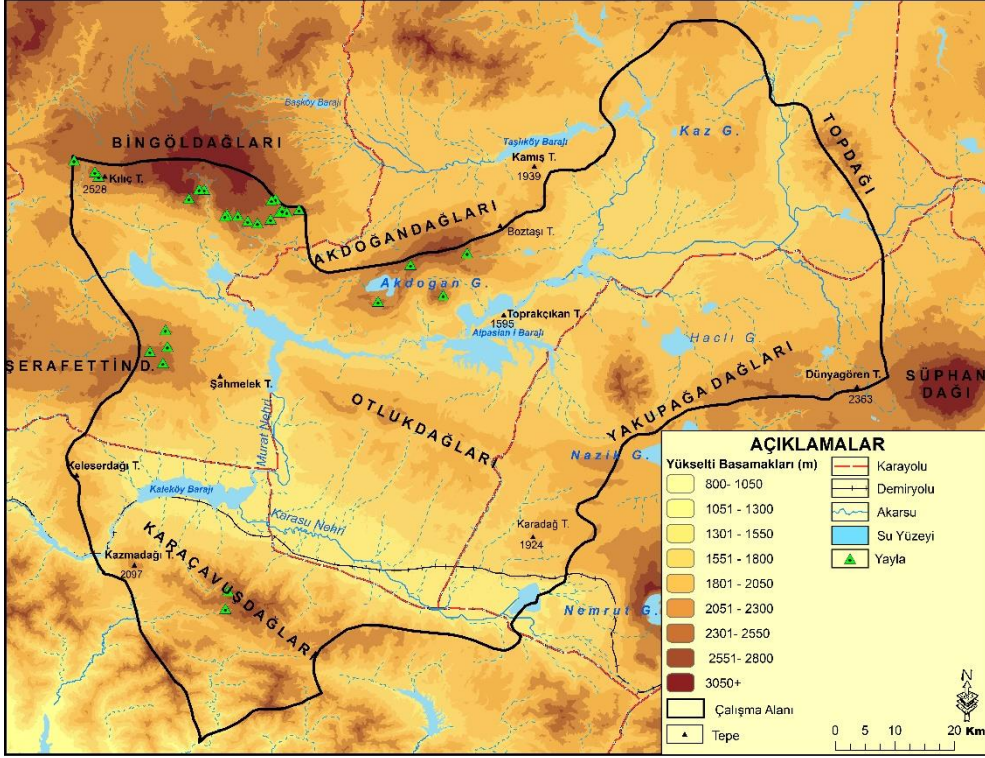 Başköy Barajı
BİNGÖLDAĞLARI
Kaz G.
TOPDAĞI
Taşlıköy Barajı
Kamış T.
1939
Kılıç T.
2528
AKDOĞANDAĞLARI
Boztaşı T.
Akdoğan G.
Toprakçıkan T.
1595
Alpaslan I Barajı
Haclı G
ŞERAFETTİN D.
Şahmelek T.
YAKUPAĞA DAĞLARI
Dünyagören T.
2363
SÜPHAN
DAĞI
OTLUKDAĞLARI
Murat Nehri
Nazik G.
Keleserdağı T.
Kaleköy Barajı
Karasu Nehri
Karadağ T.
1924
KARAÇAVUŞDAĞLARI
Kazmadağı T.
2097
Nemrut G.
AÇIKLAMALAR
Yükselti Basamakları (m)
800- 1050
1051 - 1300
1301 - 1550
1551 - 1800
1801 - 2050
2051 - 2300
2301- 2550
2551- 2800
3050+
Çalışma Alanı
Tepe
Karayolu
Demiryolu
Akarsu
Su Yüzeyi
Yayla
N
0 5 10 20 Km